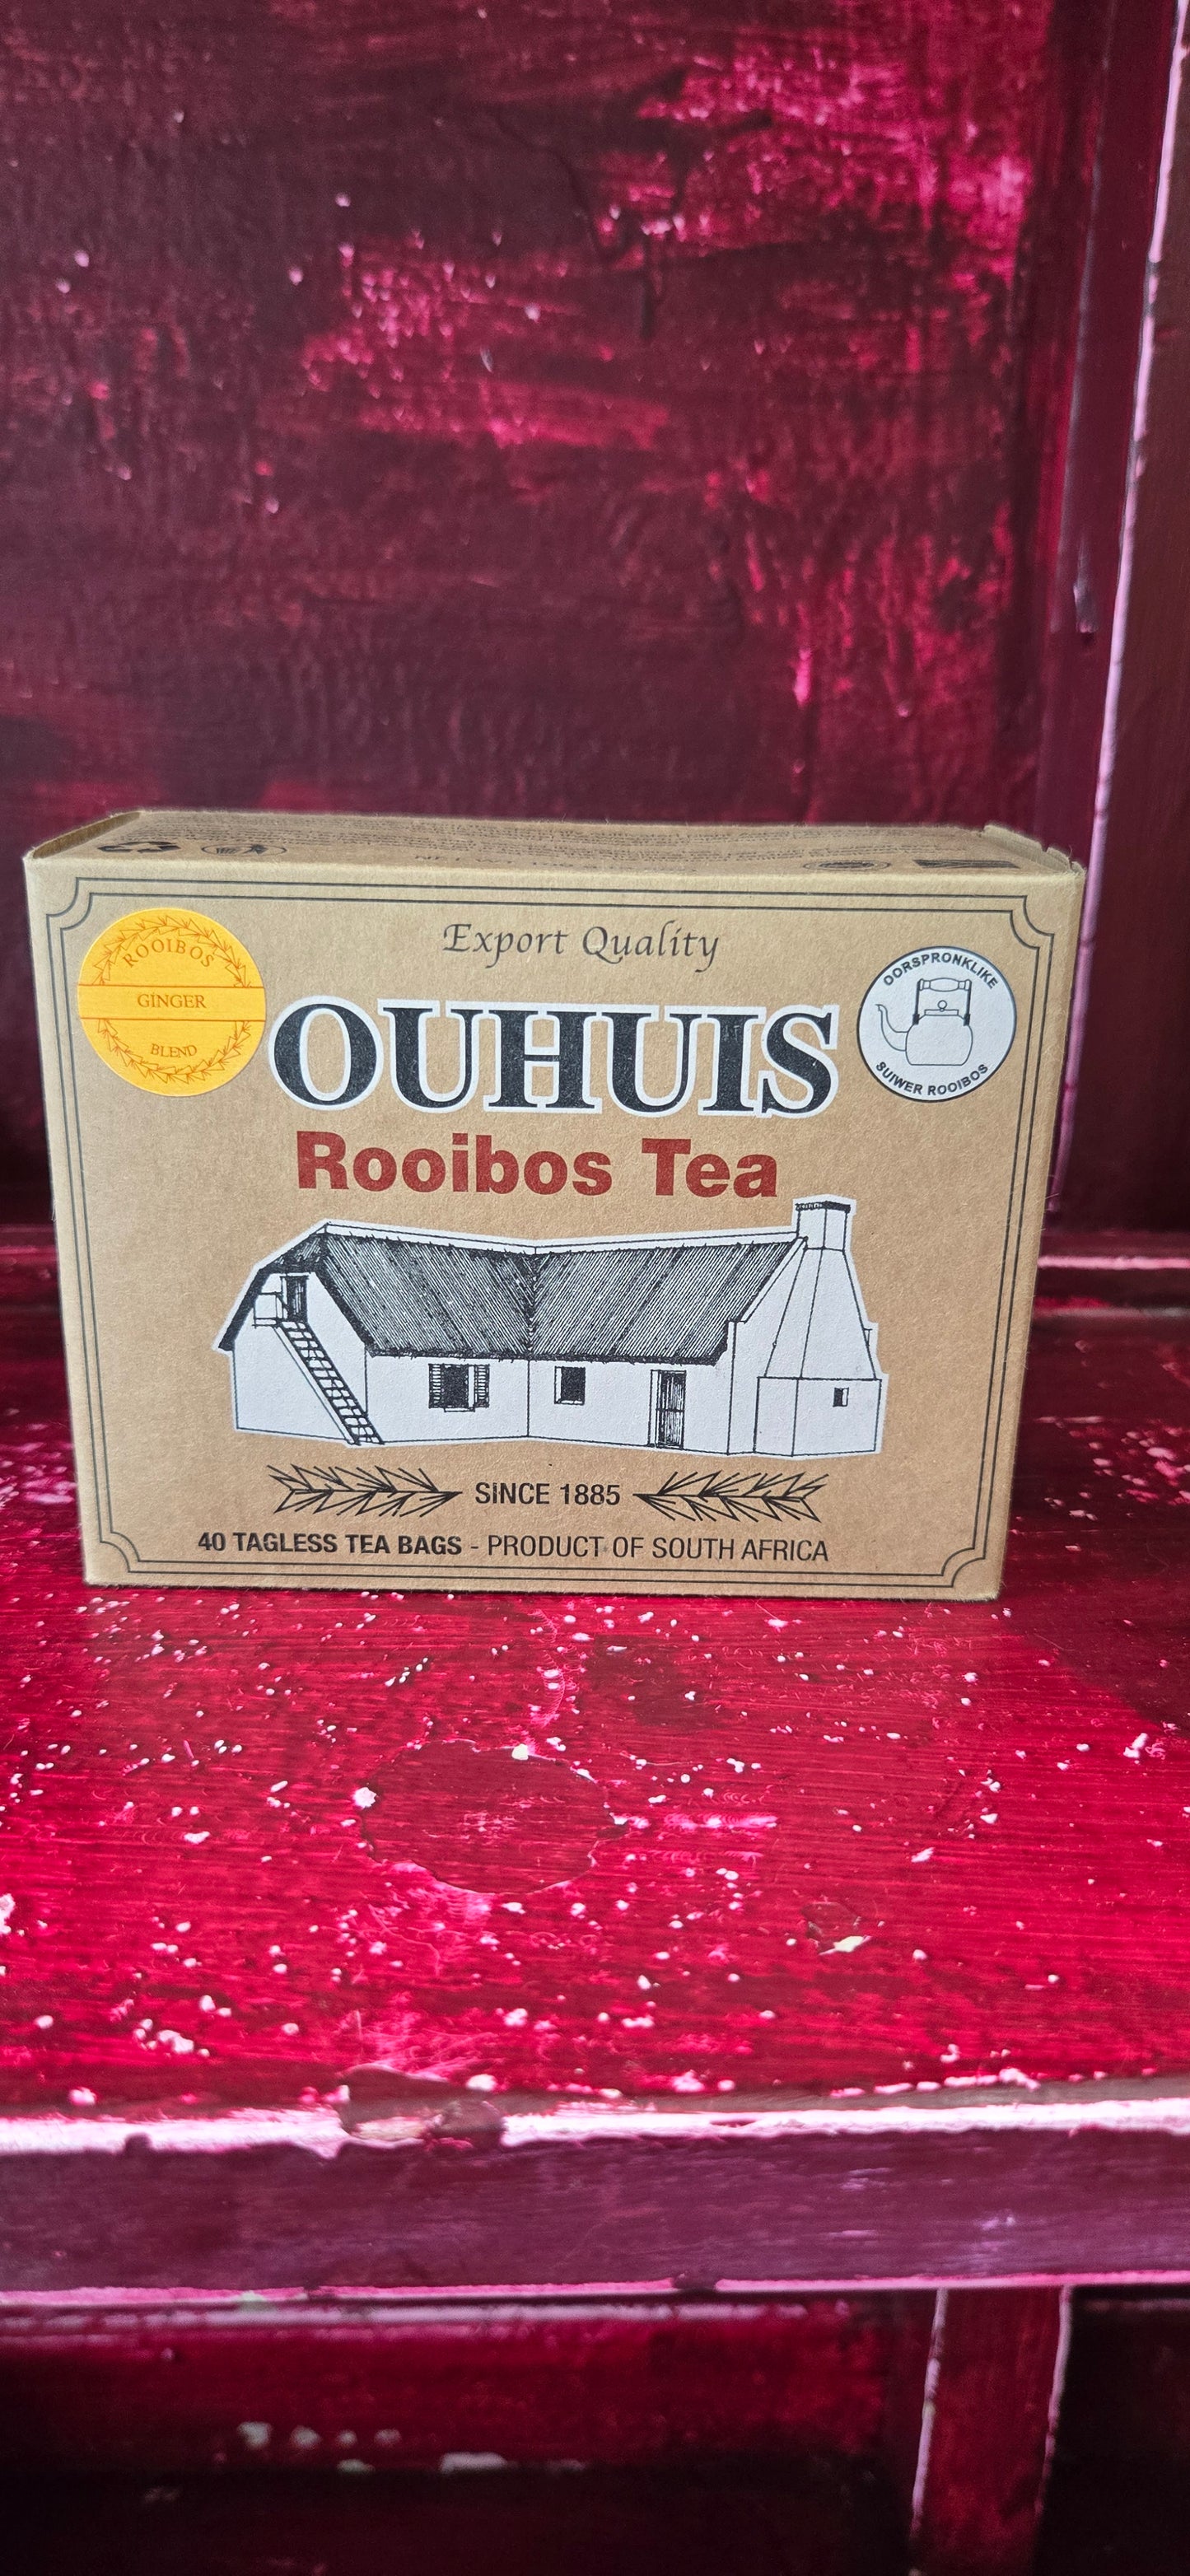 Export Quality
ROOIBOS
GINGER
BLEND
OORSPRONKLIKE
SUIWER ROOIBOS
OUHUIS
Rooibos Tea
SINCE 1885
40 TAGLESS TEA BAGS - PRODUCT OF SOUTH AFRICA